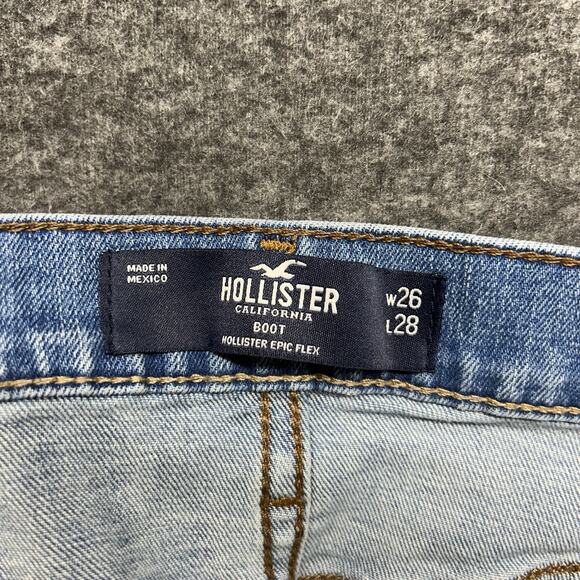 MADE IN
MEXICO
HOLLISTER
CALIFORNIA
BOOT
HOLLISTER EPIC FLEX
W26
L28